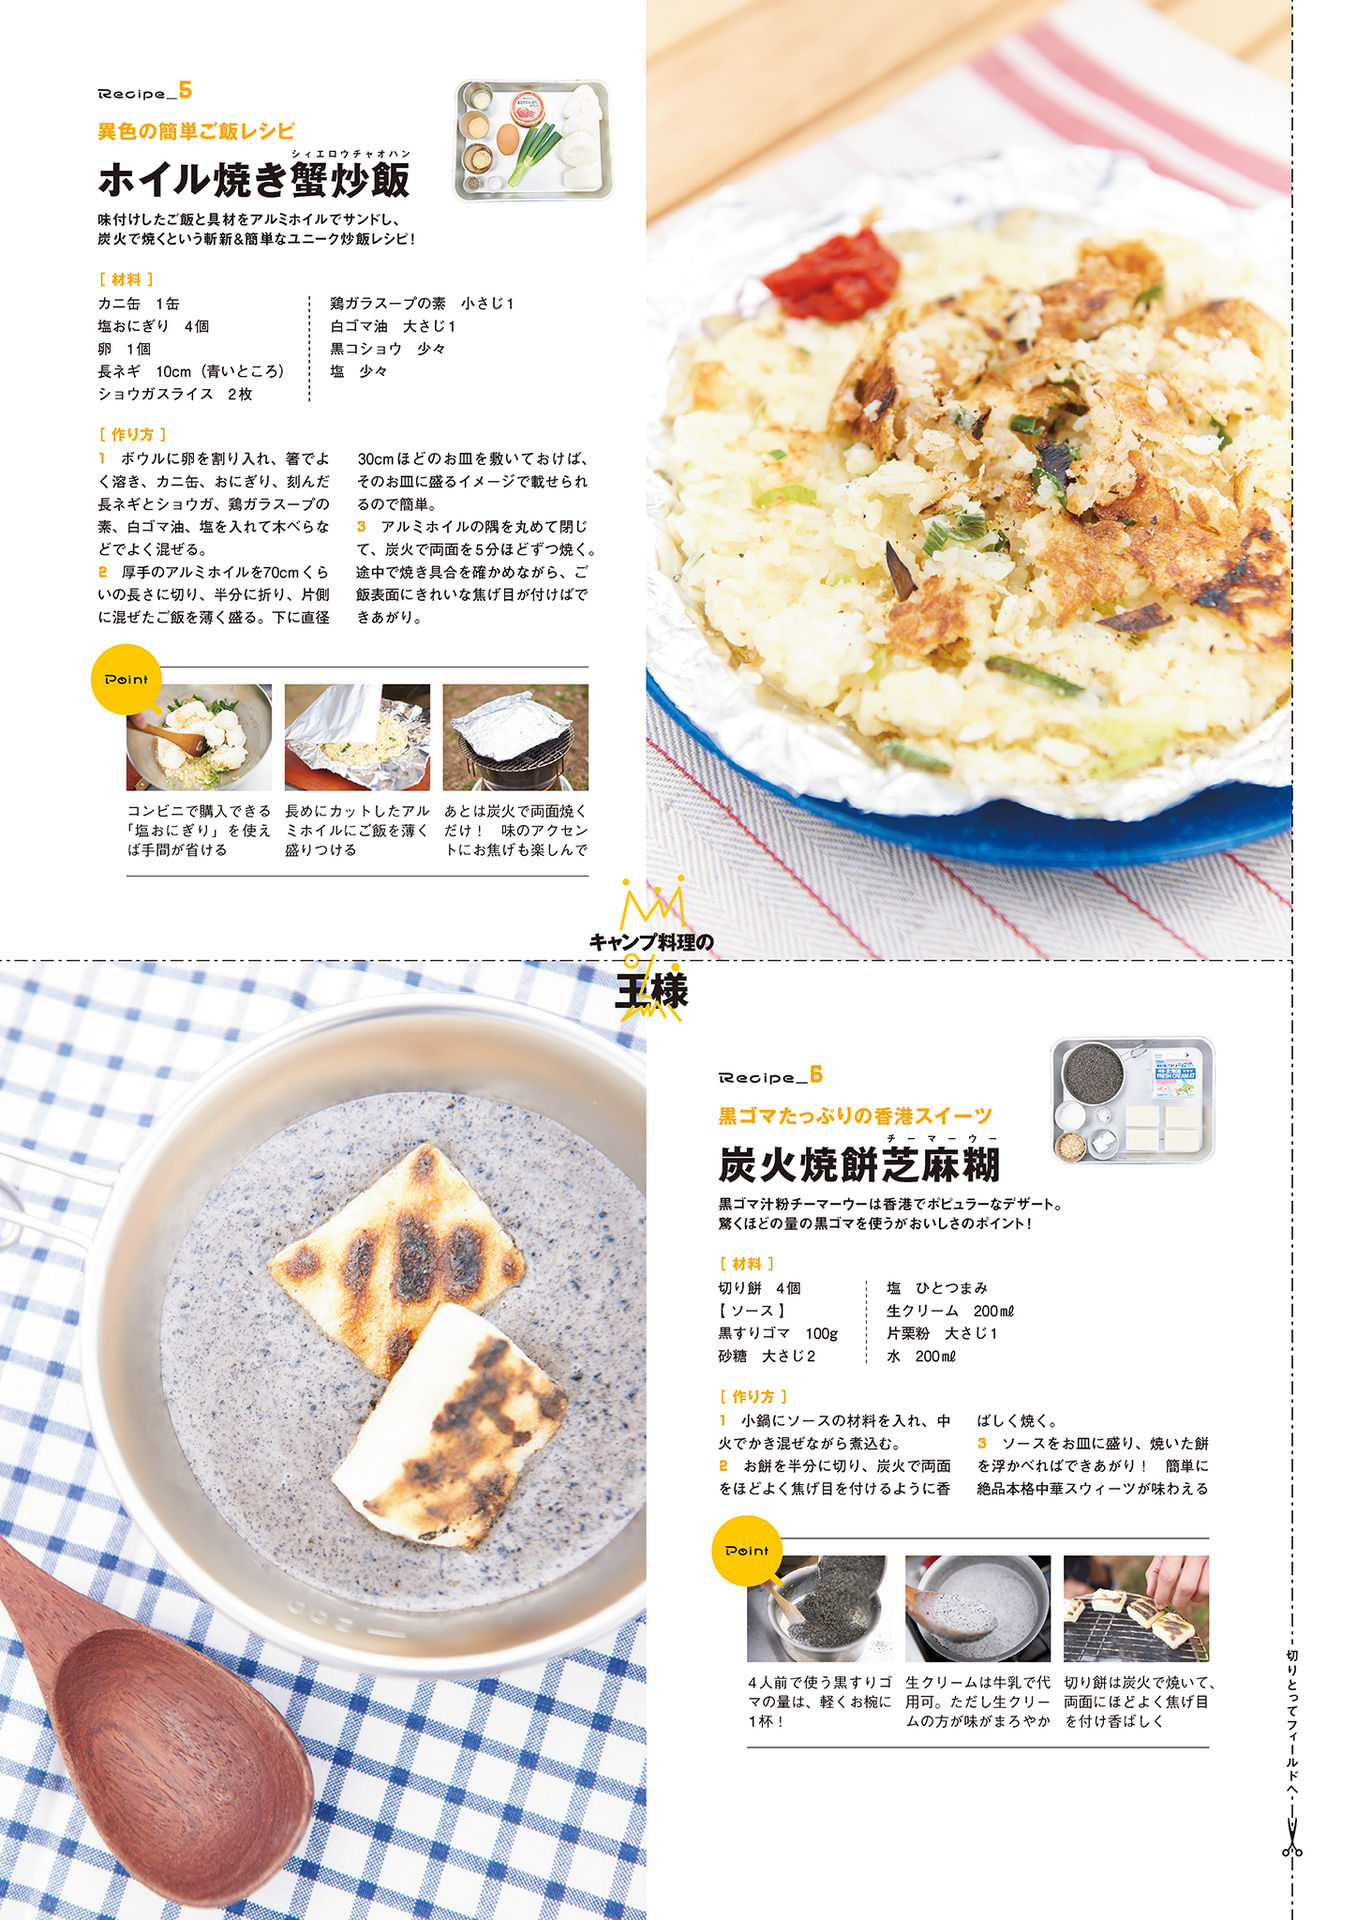 Recipe_5
異色の簡単ご飯レシピ
シィエロウチャオハン
ホイル焼き蟹炒飯
味付けしたご飯と具材をアルミホイルでサンドし、
炭火で焼くという斬新&簡単なユニーク炒飯レシピ!
[ 材料 ]
カニ缶 1缶
塩おにぎり 4個
卵 1個
長ネギ 10cm（青いところ）
ショウガスライス 2枚
鶏ガラスープの素 小さじ1
白ゴマ油 大さじ1
黒コショウ 少々
塩 少々
[ 作り方 ]
1 ボウルに卵を割り入れ、箸でよ
く溶き、カニ缶、おにぎり、刻んだ
長ネギとショウガ、鶏ガラスープの
素、白ゴマ油、塩を入れて木べらな
どでよく混ぜる。
2 厚手のアルミホイルを70cmくら
いの長さに切り、半分に折り、片側
に混ぜたご飯を薄く盛る。下に直径
30cmほどのお皿を敷いておけば、
そのお皿に盛るイメージで載せられ
るので簡単。
3 アルミホイルの隅を丸めて閉じ
て、炭火で両面を5分ほどずつ焼く。
途中で焼き具合を確かめながら、ご
飯表面にきれいな焦げ目が付けばで
きあがり。
Point
コンビニで購入できる
「塩おにぎり」を使え
ば手間が省ける
長めにカットしたアル
ミホイルにご飯を薄く
盛りつける
あとは炭火で両面焼く
だけ! 味のアクセン
トにお焦げも楽しんで
キャンプ料理の
王様
Recipe_6
黒ゴマたっぷりの香港スイーツ
チーマーウー
炭火焼餅芝麻糊
黒ゴマ汁粉チーマーウーは香港でポピュラーなデザート。
驚くほどの量の黒ゴマを使うがおいしさのポイント!
[ 材料 ]
切り餅 4個
【ソース】
黒すりゴマ 100g
砂糖 大さじ2
塩 ひとつまみ
生クリーム 200㎖
片栗粉 大さじ1
水 200㎖
[ 作り方 ]
1 小鍋にソースの材料を入れ、中
火でかき混ぜながら煮込む。
2 お餅を半分に切り、炭火で両面
をほどよく焦げ目を付けるように香
ばしく焼く。
3 ソースをお皿に盛り、焼いた餅
を浮かべればできあがり! 簡単に
絶品本格中華スウィーツが味わえる
Point
4人前で使う黒すりゴ
マの量は、軽くお椀に
1杯!
生クリームは牛乳で代
用可。ただし生クリー
ムの方が味がまろやか
切り餅は炭火で焼いて、
両面にほどよく焦げ目
を付け香ばしく
切りとってフィールドへ